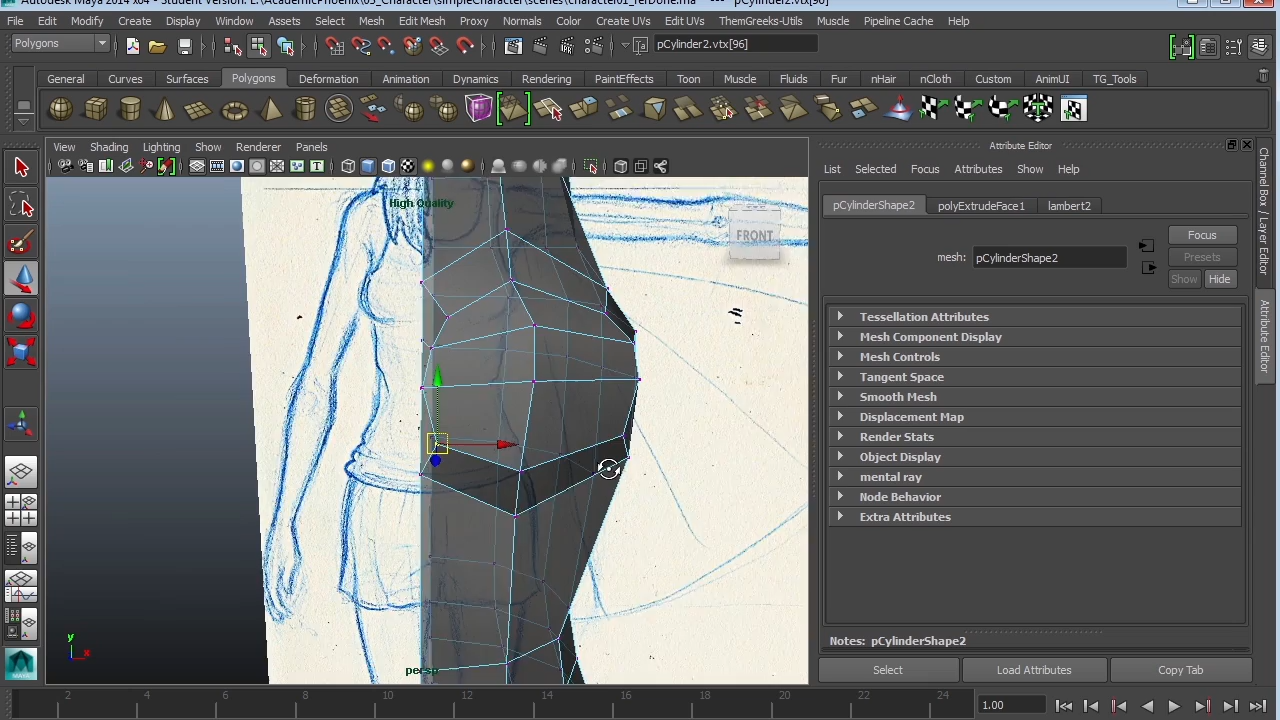 Autodesk Maya 2014 x64 - Student Version: E:\AcademicPhoenix\05_Character\simpleCharacter\scenes\character01_refDone.ma --- pCylinder2.vtx[96]
File Edit Modify Create Display Window Assets Select Mesh Edit Mesh Proxy Normals Color Create UVs Edit UVs ThemGreeks-Utils Muscle Pipeline Cache Help
Polygons pCylinder2.vtx[96]
General Curves Surfaces Polygons Deformation Animation Dynamics Rendering PaintEffects Toon Muscle Fluids Fur nHair nCloth Custom AnimUI TG_Tools
View Shading Lighting Show Renderer Panels
Attribute Editor
List Selected Focus Attributes Show Help
pCylinderShape2 polyExtrudeFace1 lambert2
High Quality
FRONT
mesh: pCylinderShape2
Focus
Presets
Show Hide
Tessellation Attributes
Mesh Component Display
Mesh Controls
Tangent Space
Smooth Mesh
Displacement Map
Render Stats
Object Display
mental ray
Node Behavior
Extra Attributes
Notes: pCylinderShape2
Select Load Attributes Copy Tab
Channel Box / Layer Editor
Attribute Editor
y
x
persp
2 4 6 8 10 12 14 16 18 20 22 24
1.00